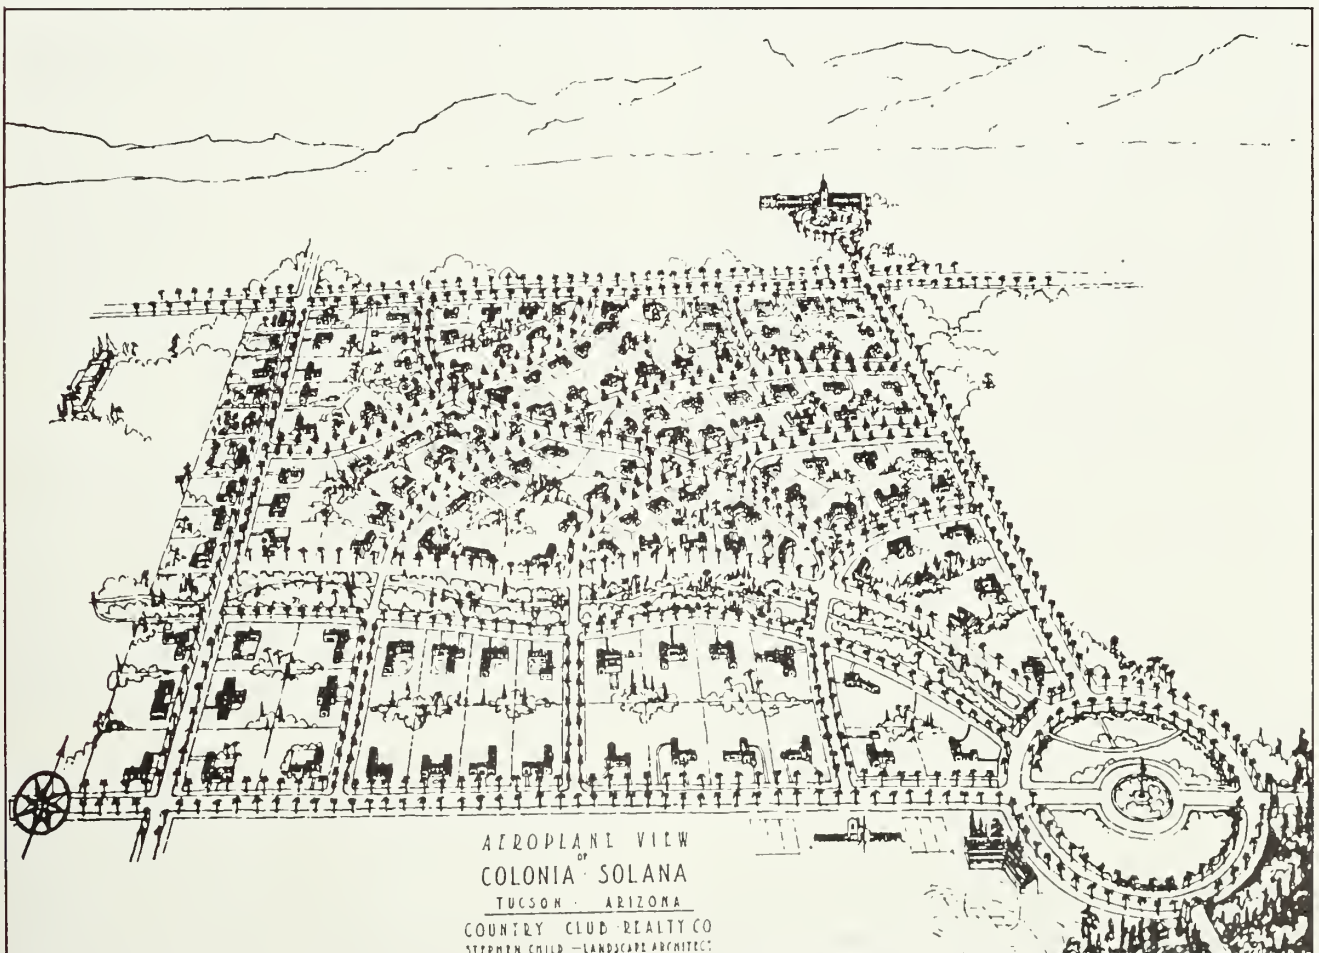 AEROPLANE VIEW
OF
COLONIA · SOLANA
TUCSON · ARIZONA
COUNTRY CLUB REALTY CO
STEPHEN CHILD — LANDSCAPE ARCHITECT